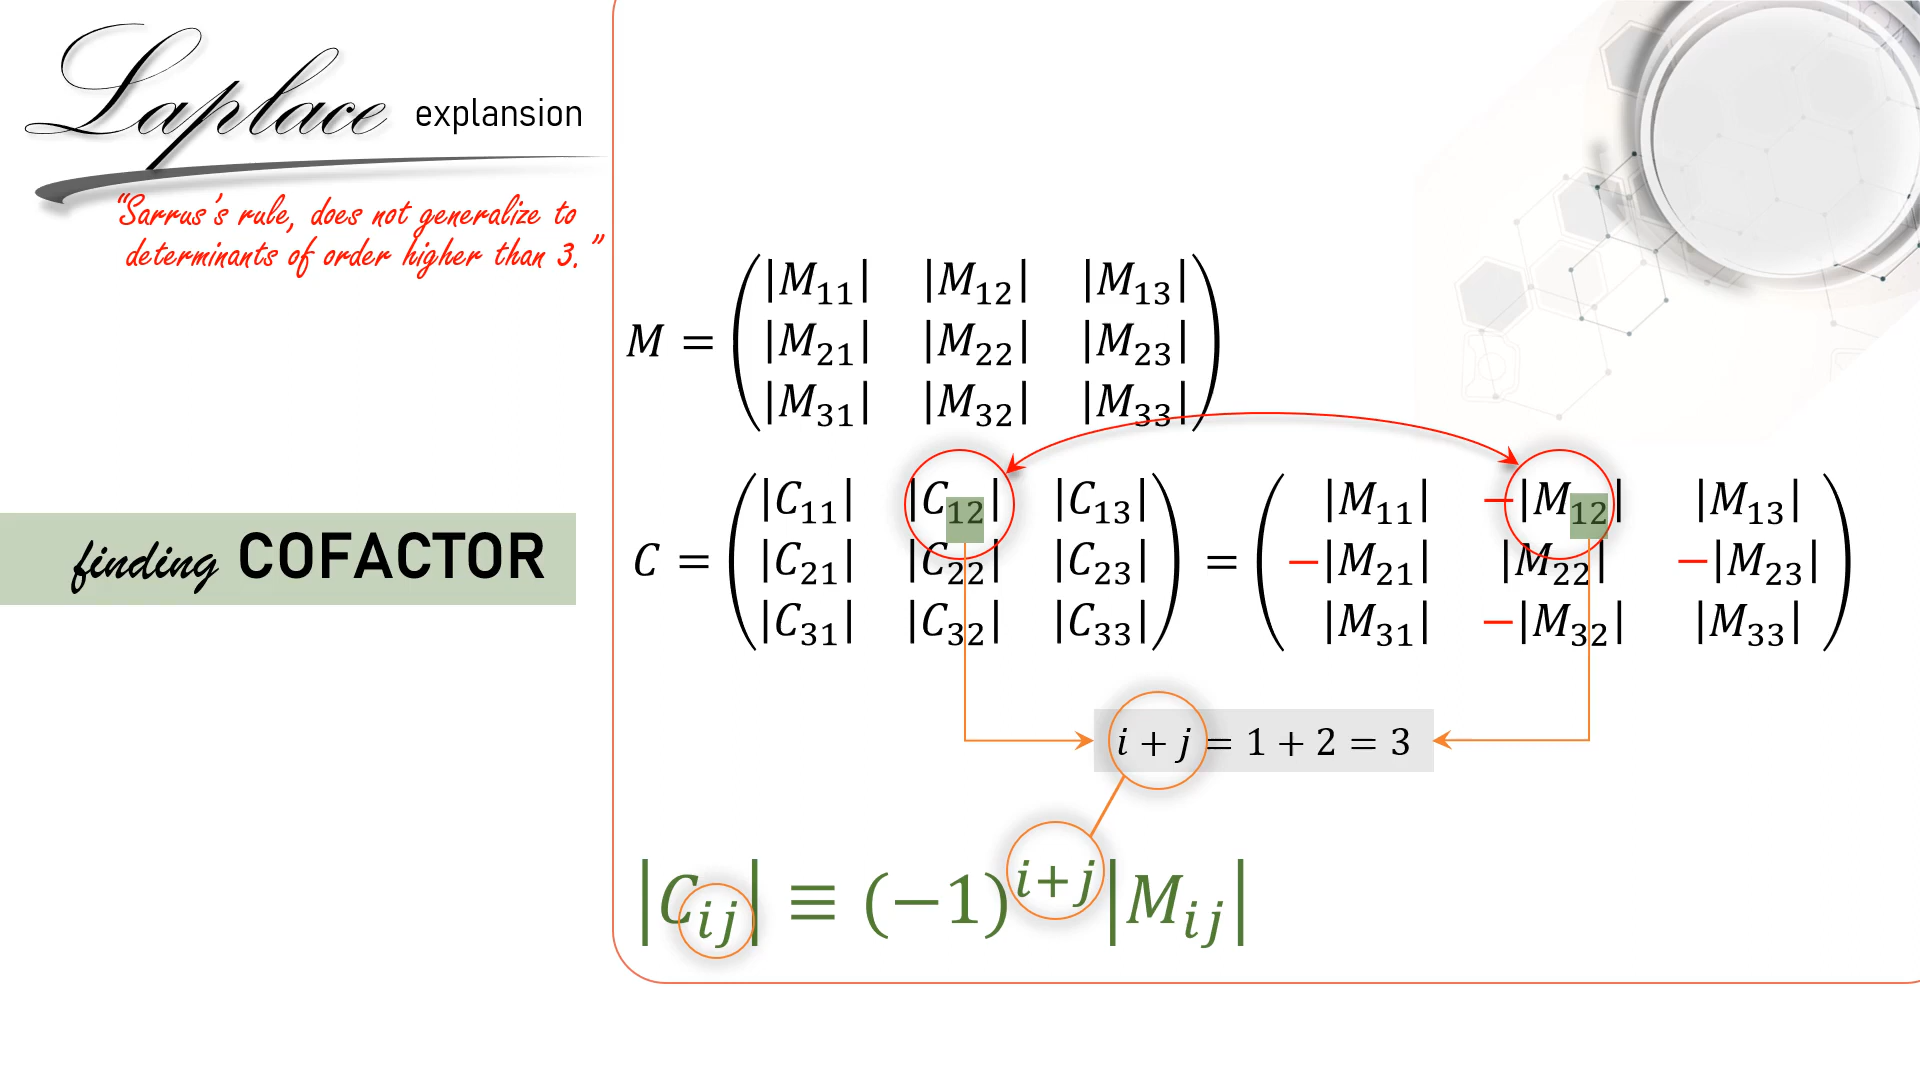 Laplace explansion
“Sarrus’s rule, does not generalize to
determinants of order higher than 3.”
finding COFACTOR
M = ( |M₁₁| |M₁₂| |M₁₃|
|M₂₁| |M₂₂| |M₂₃|
|M₃₁| |M₃₂| |M₃₃| )
C = ( |C₁₁| |C₁₂| |C₁₃|
|C₂₁| |C₂₂| |C₂₃|
|C₃₁| |C₃₂| |C₃₃| )
= ( |M₁₁| −|M₁₂| |M₁₃|
−|M₂₁| |M₂₂| −|M₂₃|
|M₃₁| −|M₃₂| |M₃₃| )
i + j = 1 + 2 = 3
|Cᵢⱼ| ≡ (−1)ⁱ⁺ʲ|Mᵢⱼ|